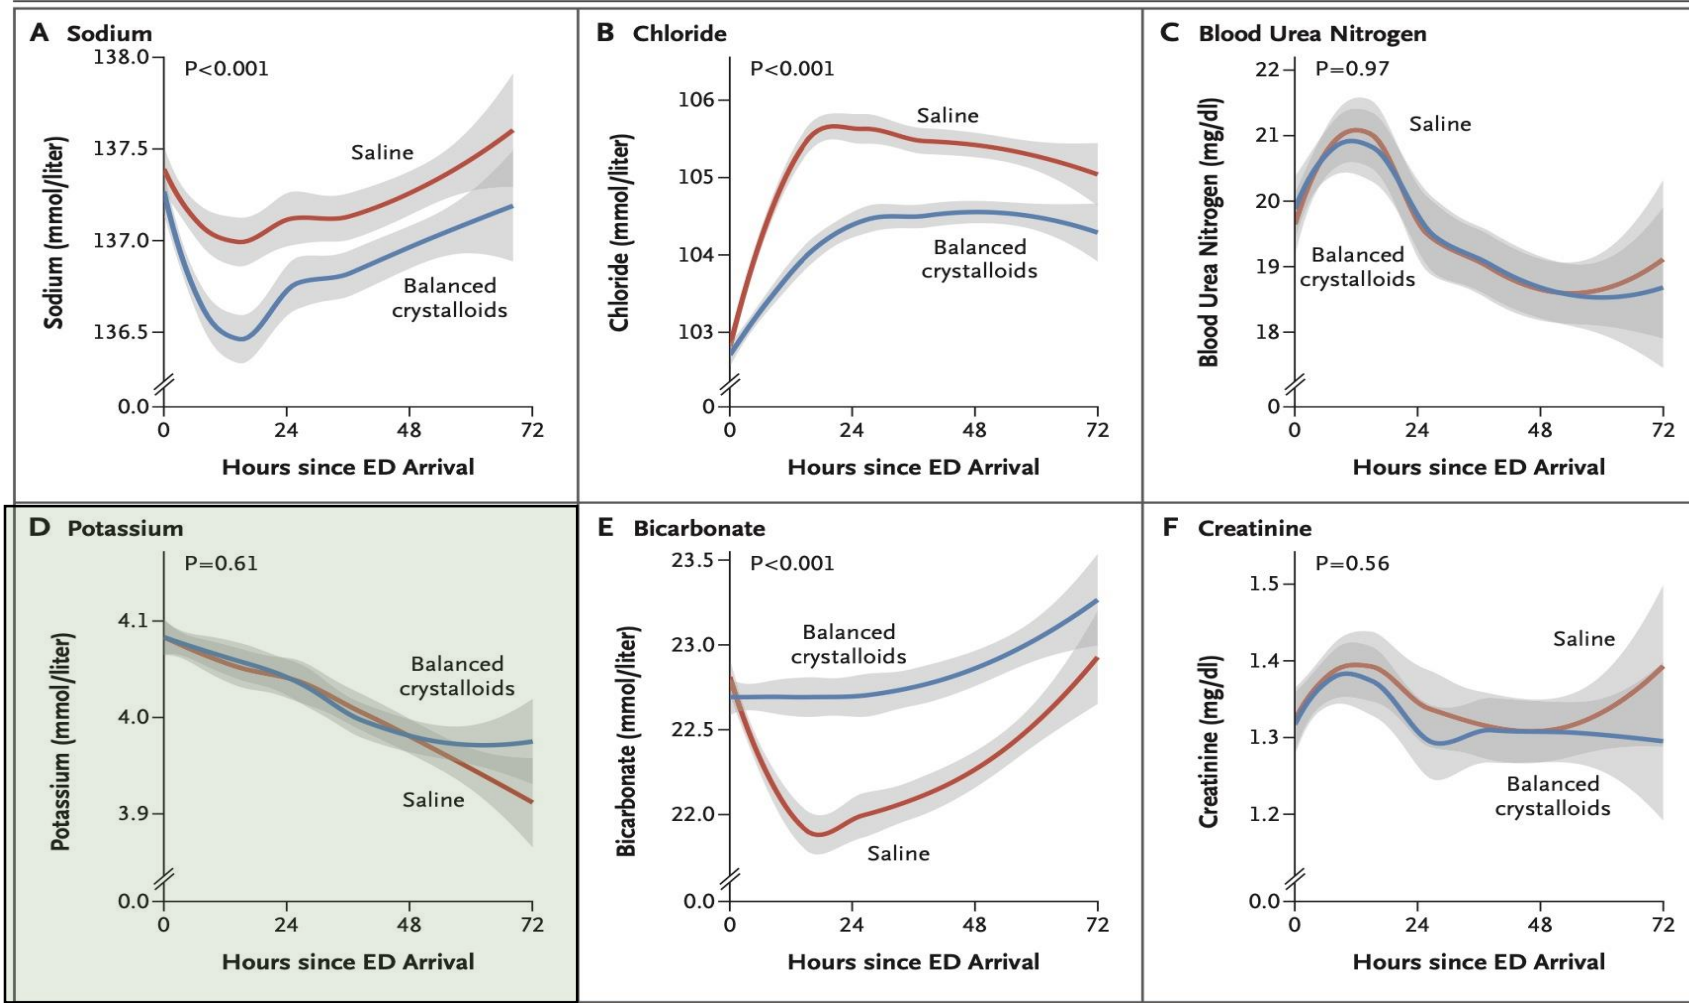 A Sodium
P<0.001
Sodium (mmol/liter)
138.0
137.5
137.0
136.5
0.0
Saline
Balanced
crystalloids
0 24 48 72
Hours since ED Arrival
B Chloride
P<0.001
Chloride (mmol/liter)
106
105
104
103
0
Saline
Balanced
crystalloids
0 24 48 72
Hours since ED Arrival
C Blood Urea Nitrogen
P=0.97
Blood Urea Nitrogen (mg/dl)
22
21
20
19
18
0
Saline
Balanced
crystalloids
0 24 48 72
Hours since ED Arrival
D Potassium
P=0.61
Potassium (mmol/liter)
4.1
4.0
3.9
0.0
Balanced
crystalloids
Saline
0 24 48 72
Hours since ED Arrival
E Bicarbonate
P<0.001
Bicarbonate (mmol/liter)
23.5
23.0
22.5
22.0
0.0
Balanced
crystalloids
Saline
0 24 48 72
Hours since ED Arrival
F Creatinine
P=0.56
Creatinine (mg/dl)
1.5
1.4
1.3
1.2
0.0
Saline
Balanced
crystalloids
0 24 48 72
Hours since ED Arrival